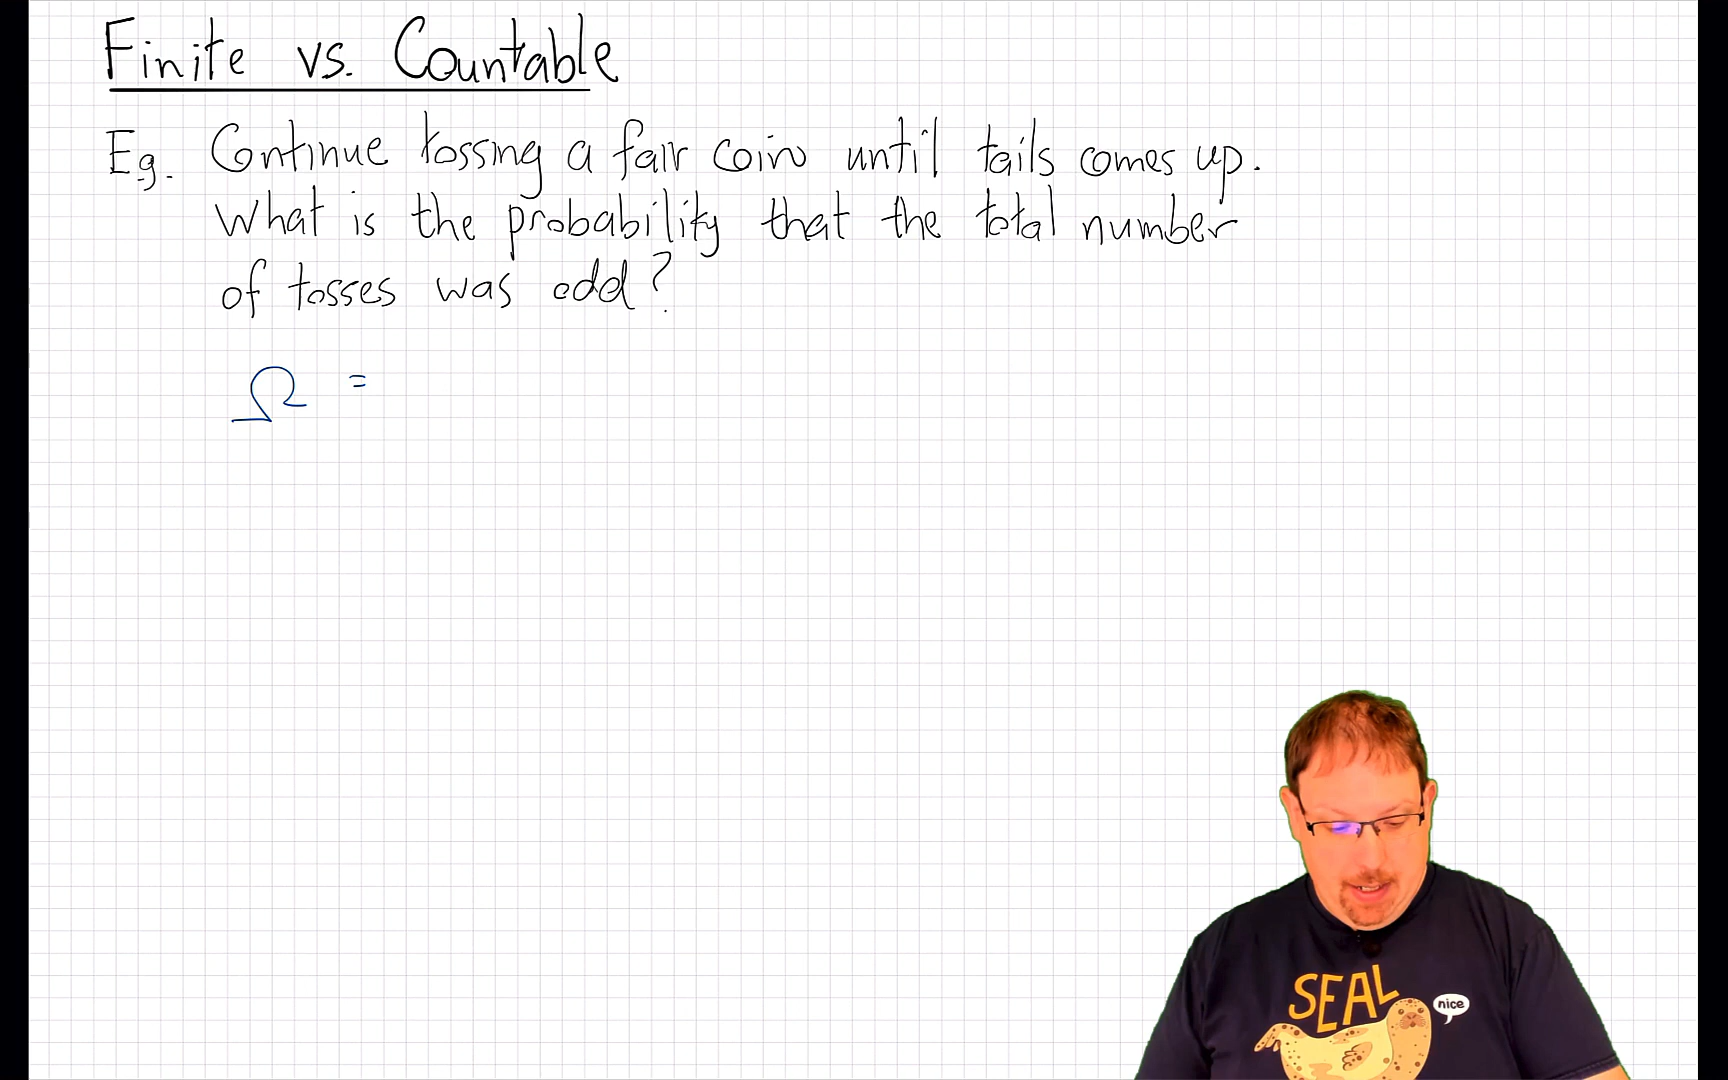 Finite vs. Countable
Eg. Continue tossing a fair coin until tails comes up.
What is the probability that the total number
of tosses was odd?
Ω =
SEAL
nice